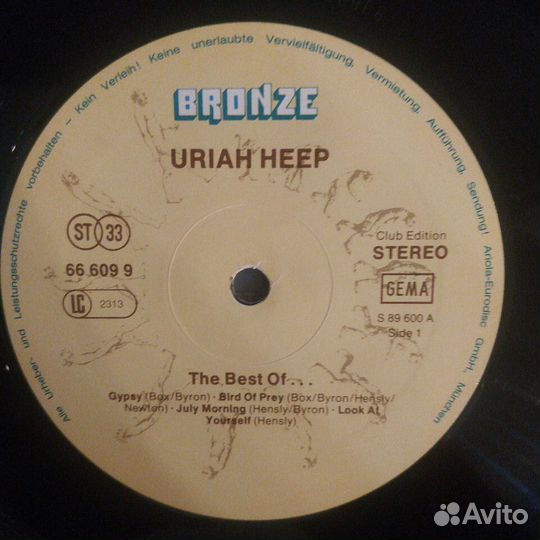 Alle Urheber- und Leistungsschutzrechte vorbehalten – Kein Verleih! Keine unerlaubte Vervielfältigung, Vermietung, Aufführung, Sendung! Ariola-Eurodisc GmbH, München
BRONZE
URIAH HEEP
ST 33
66 609 9
LC 2313
Club Edition
STEREO
GEMA
S 89 600 A
Side 1
The Best Of . . .
Gypsy (Box/Byron) · Bird Of Prey (Box/Byron/Hensly/
Newton) · July Morning (Hensly/Byron) · Look At
Yourself (Hensly)
Avito